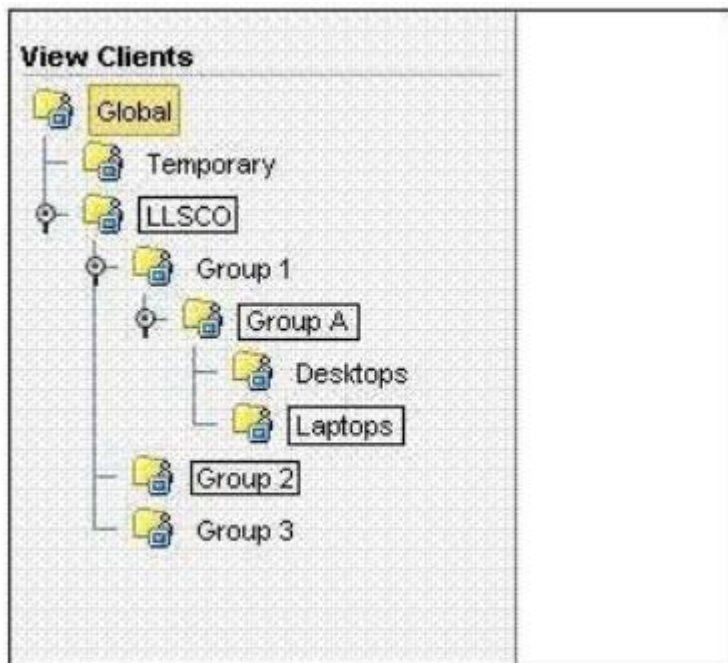 View Clients
Global
Temporary
LLSCO
Group 1
Group A
Desktops
Laptops
Group 2
Group 3